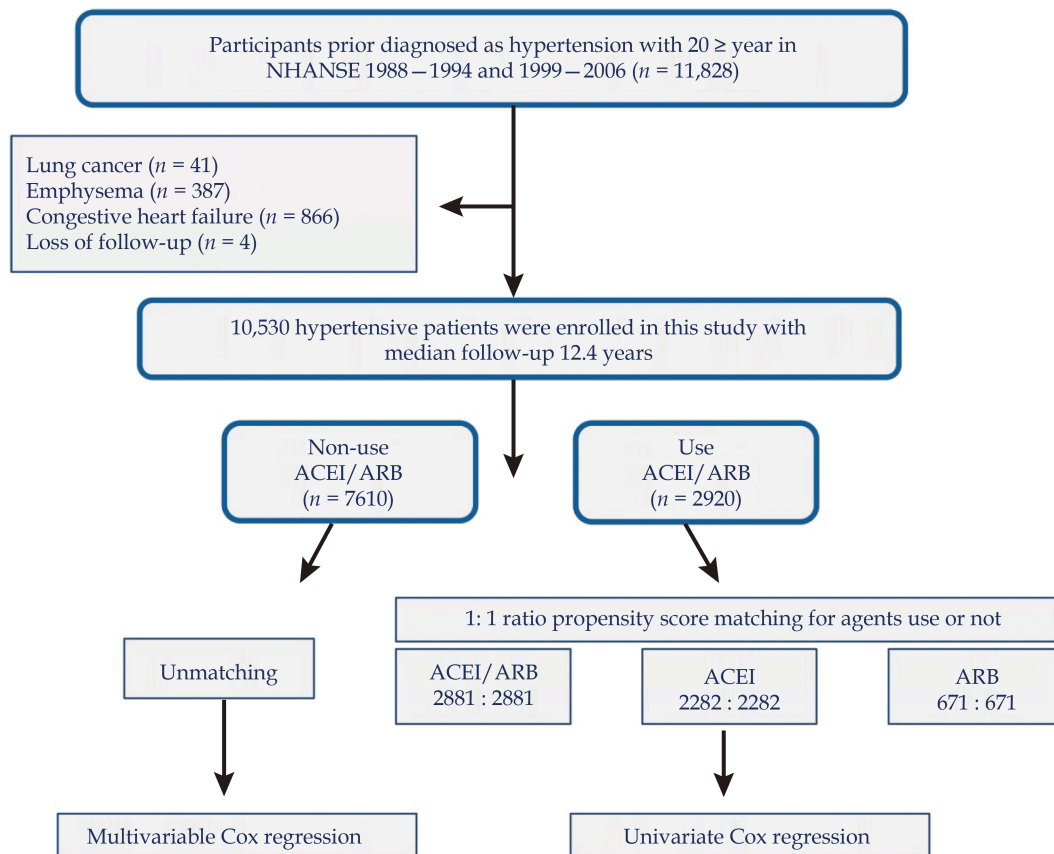 Participants prior diagnosed as hypertension with 20 ≥ year in
NHANSE 1988—1994 and 1999—2006 (n = 11,828)
Lung cancer (n = 41)
Emphysema (n = 387)
Congestive heart failure (n = 866)
Loss of follow-up (n = 4)
10,530 hypertensive patients were enrolled in this study with
median follow-up 12.4 years
Non-use
ACEI/ARB
(n = 7610)
Use
ACEI/ARB
(n = 2920)
1: 1 ratio propensity score matching for agents use or not
Unmatching
ACEI/ARB
2881 : 2881
ACEI
2282 : 2282
ARB
671 : 671
Multivariable Cox regression
Univariate Cox regression